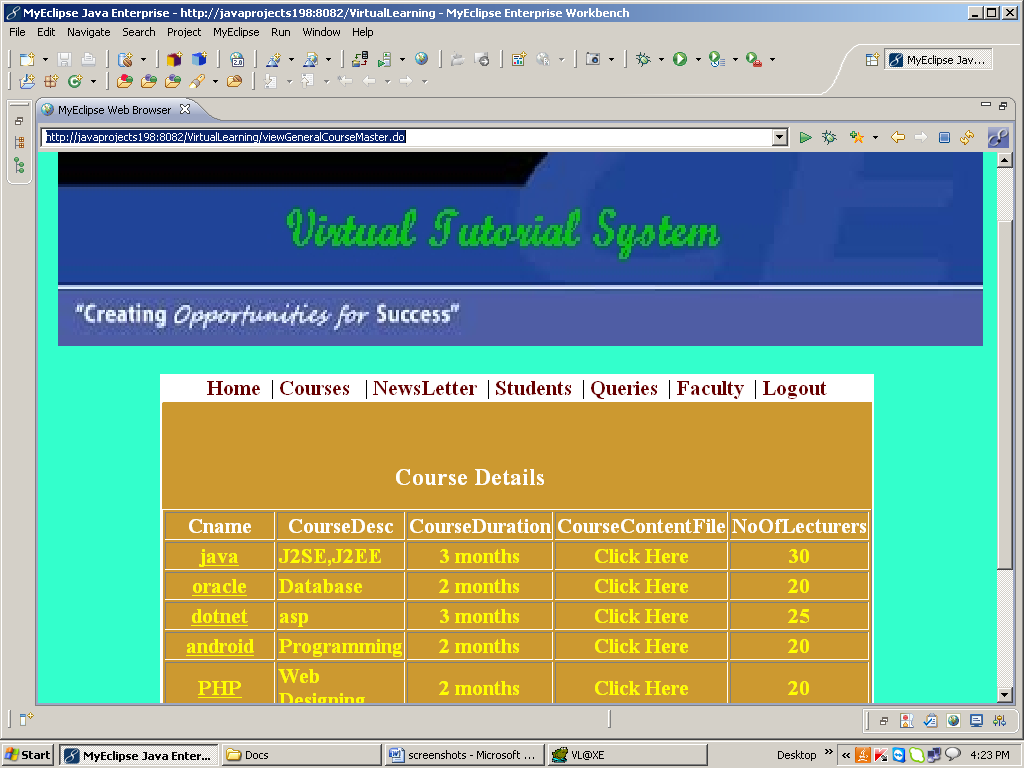 MyEclipse Java Enterprise - http://javaprojects198:8082/VirtualLearning - MyEclipse Enterprise Workbench
File Edit Navigate Search Project MyEclipse Run Window Help
2.0
MyEclipse Jav...
MyEclipse Web Browser
http://javaprojects198:8082/VirtualLearning/viewGeneralCourseMaster.do
Virtual Tutorial System
"Creating Opportunities for Success"
Home | Courses | NewsLetter | Students | Queries | Faculty | Logout
Course Details
Cname CourseDesc CourseDuration CourseContentFile NoOfLecturers
java J2SE,J2EE 3 months Click Here 30
oracle Database 2 months Click Here 20
dotnet asp 3 months Click Here 25
android Programming 2 months Click Here 20
PHP Web Designing 2 months Click Here 20
Start MyEclipse Java Enter... Docs screenshots - Microsoft ... VL@XE Desktop » « 4:23 PM